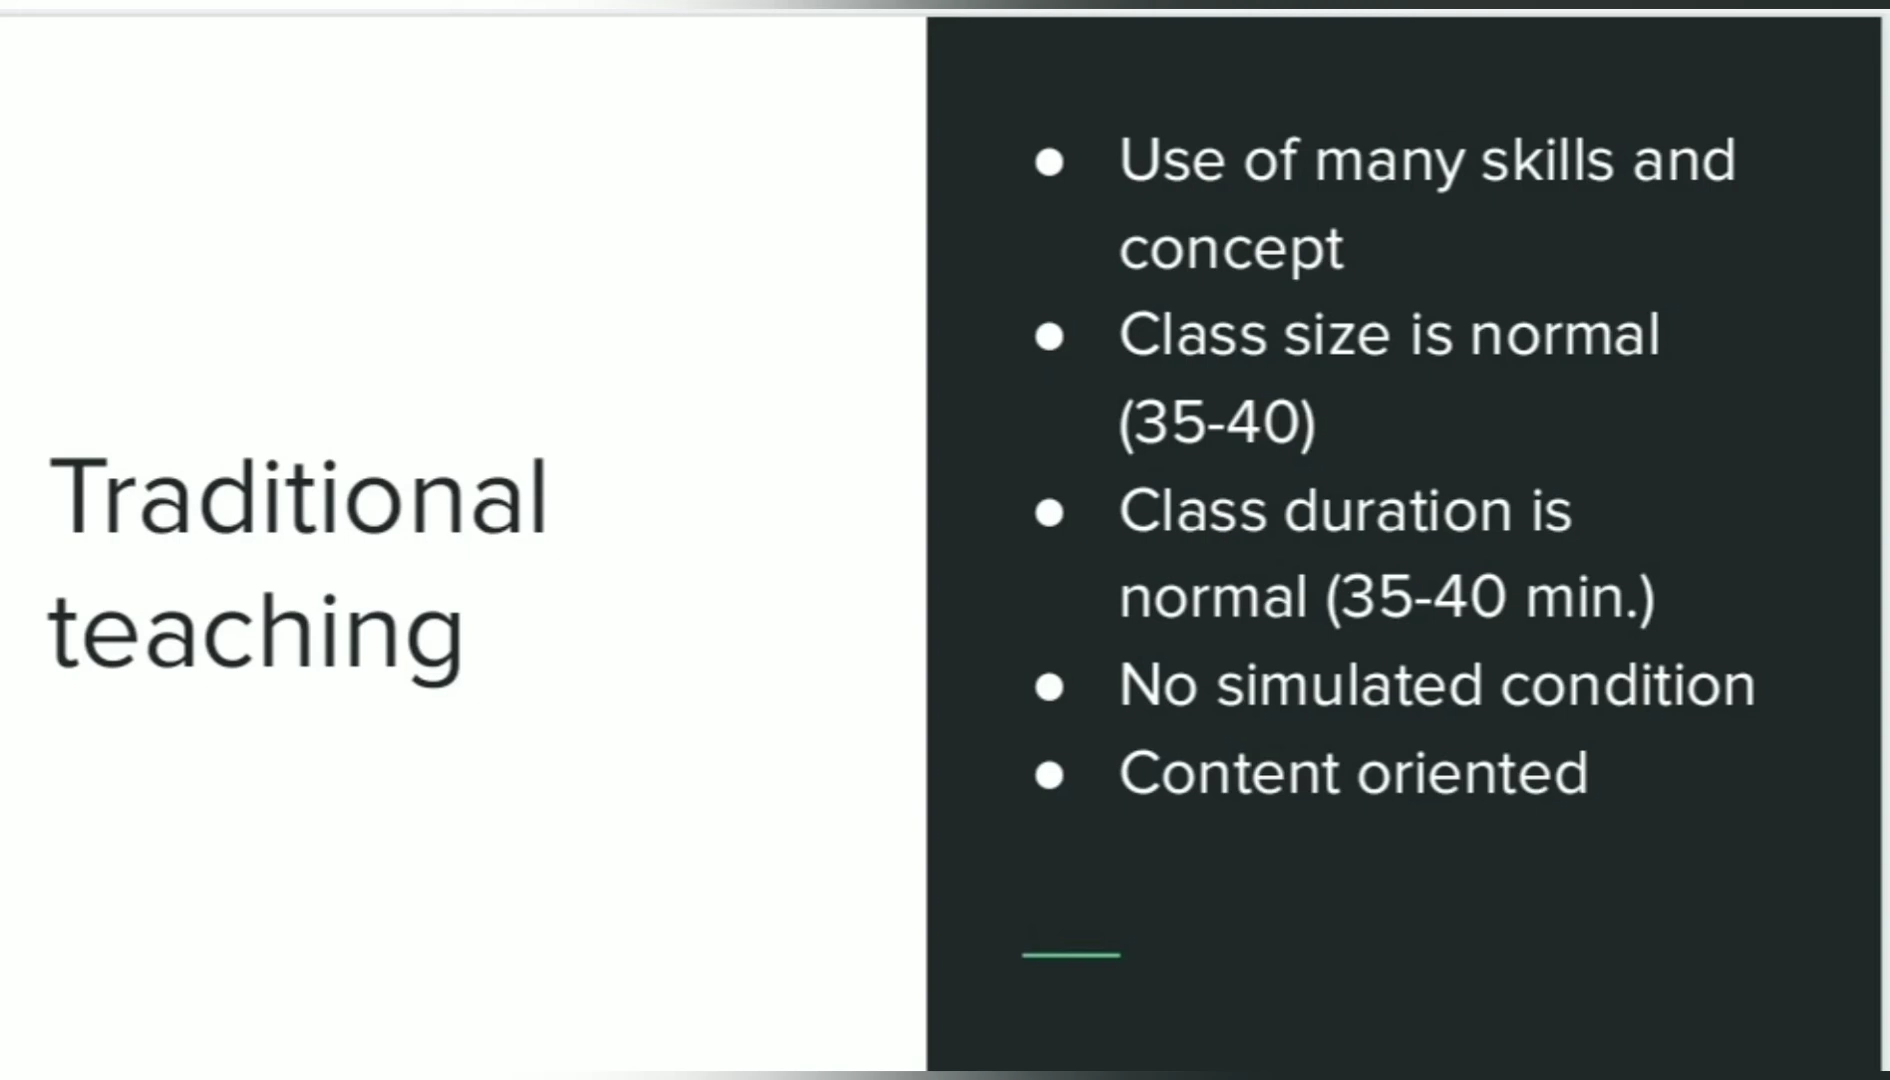 Traditional
teaching
● Use of many skills and
concept
● Class size is normal
(35-40)
● Class duration is
normal (35-40 min.)
● No simulated condition
● Content oriented